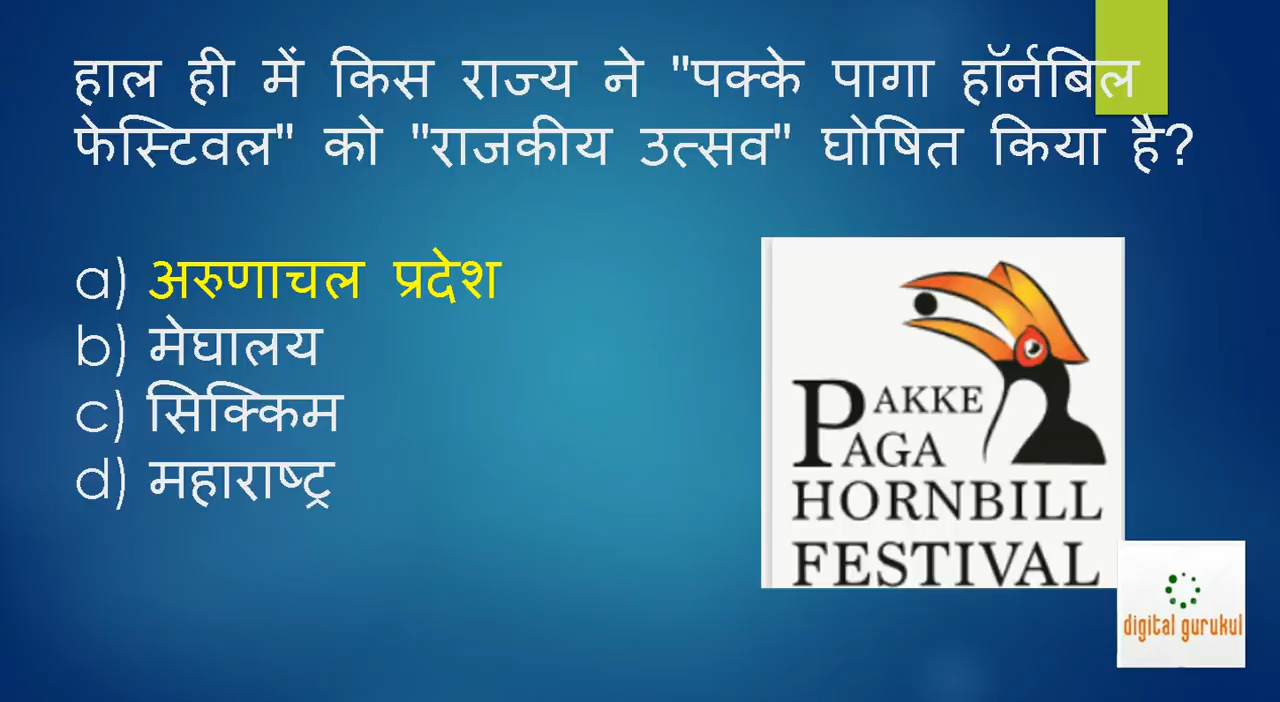 हाल ही में किस राज्य ने "पक्के पागा हॉर्नबिल
फेस्टिवल" को "राजकीय उत्सव" घोषित किया है?
a) अरुणाचल प्रदेश
b) मेघालय
c) सिक्किम
d) महाराष्ट्र
PAKKE
PAGA
HORNBILL
FESTIVAL
digital gurukul